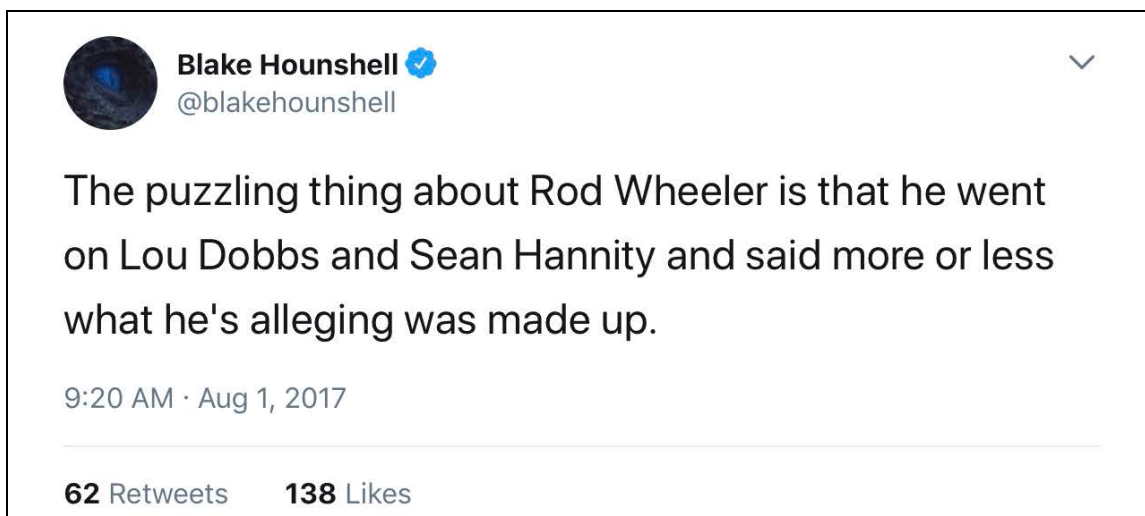 Blake Hounshell
@blakehounshell
The puzzling thing about Rod Wheeler is that he went
on Lou Dobbs and Sean Hannity and said more or less
what he's alleging was made up.
9:20 AM · Aug 1, 2017
62 Retweets 138 Likes